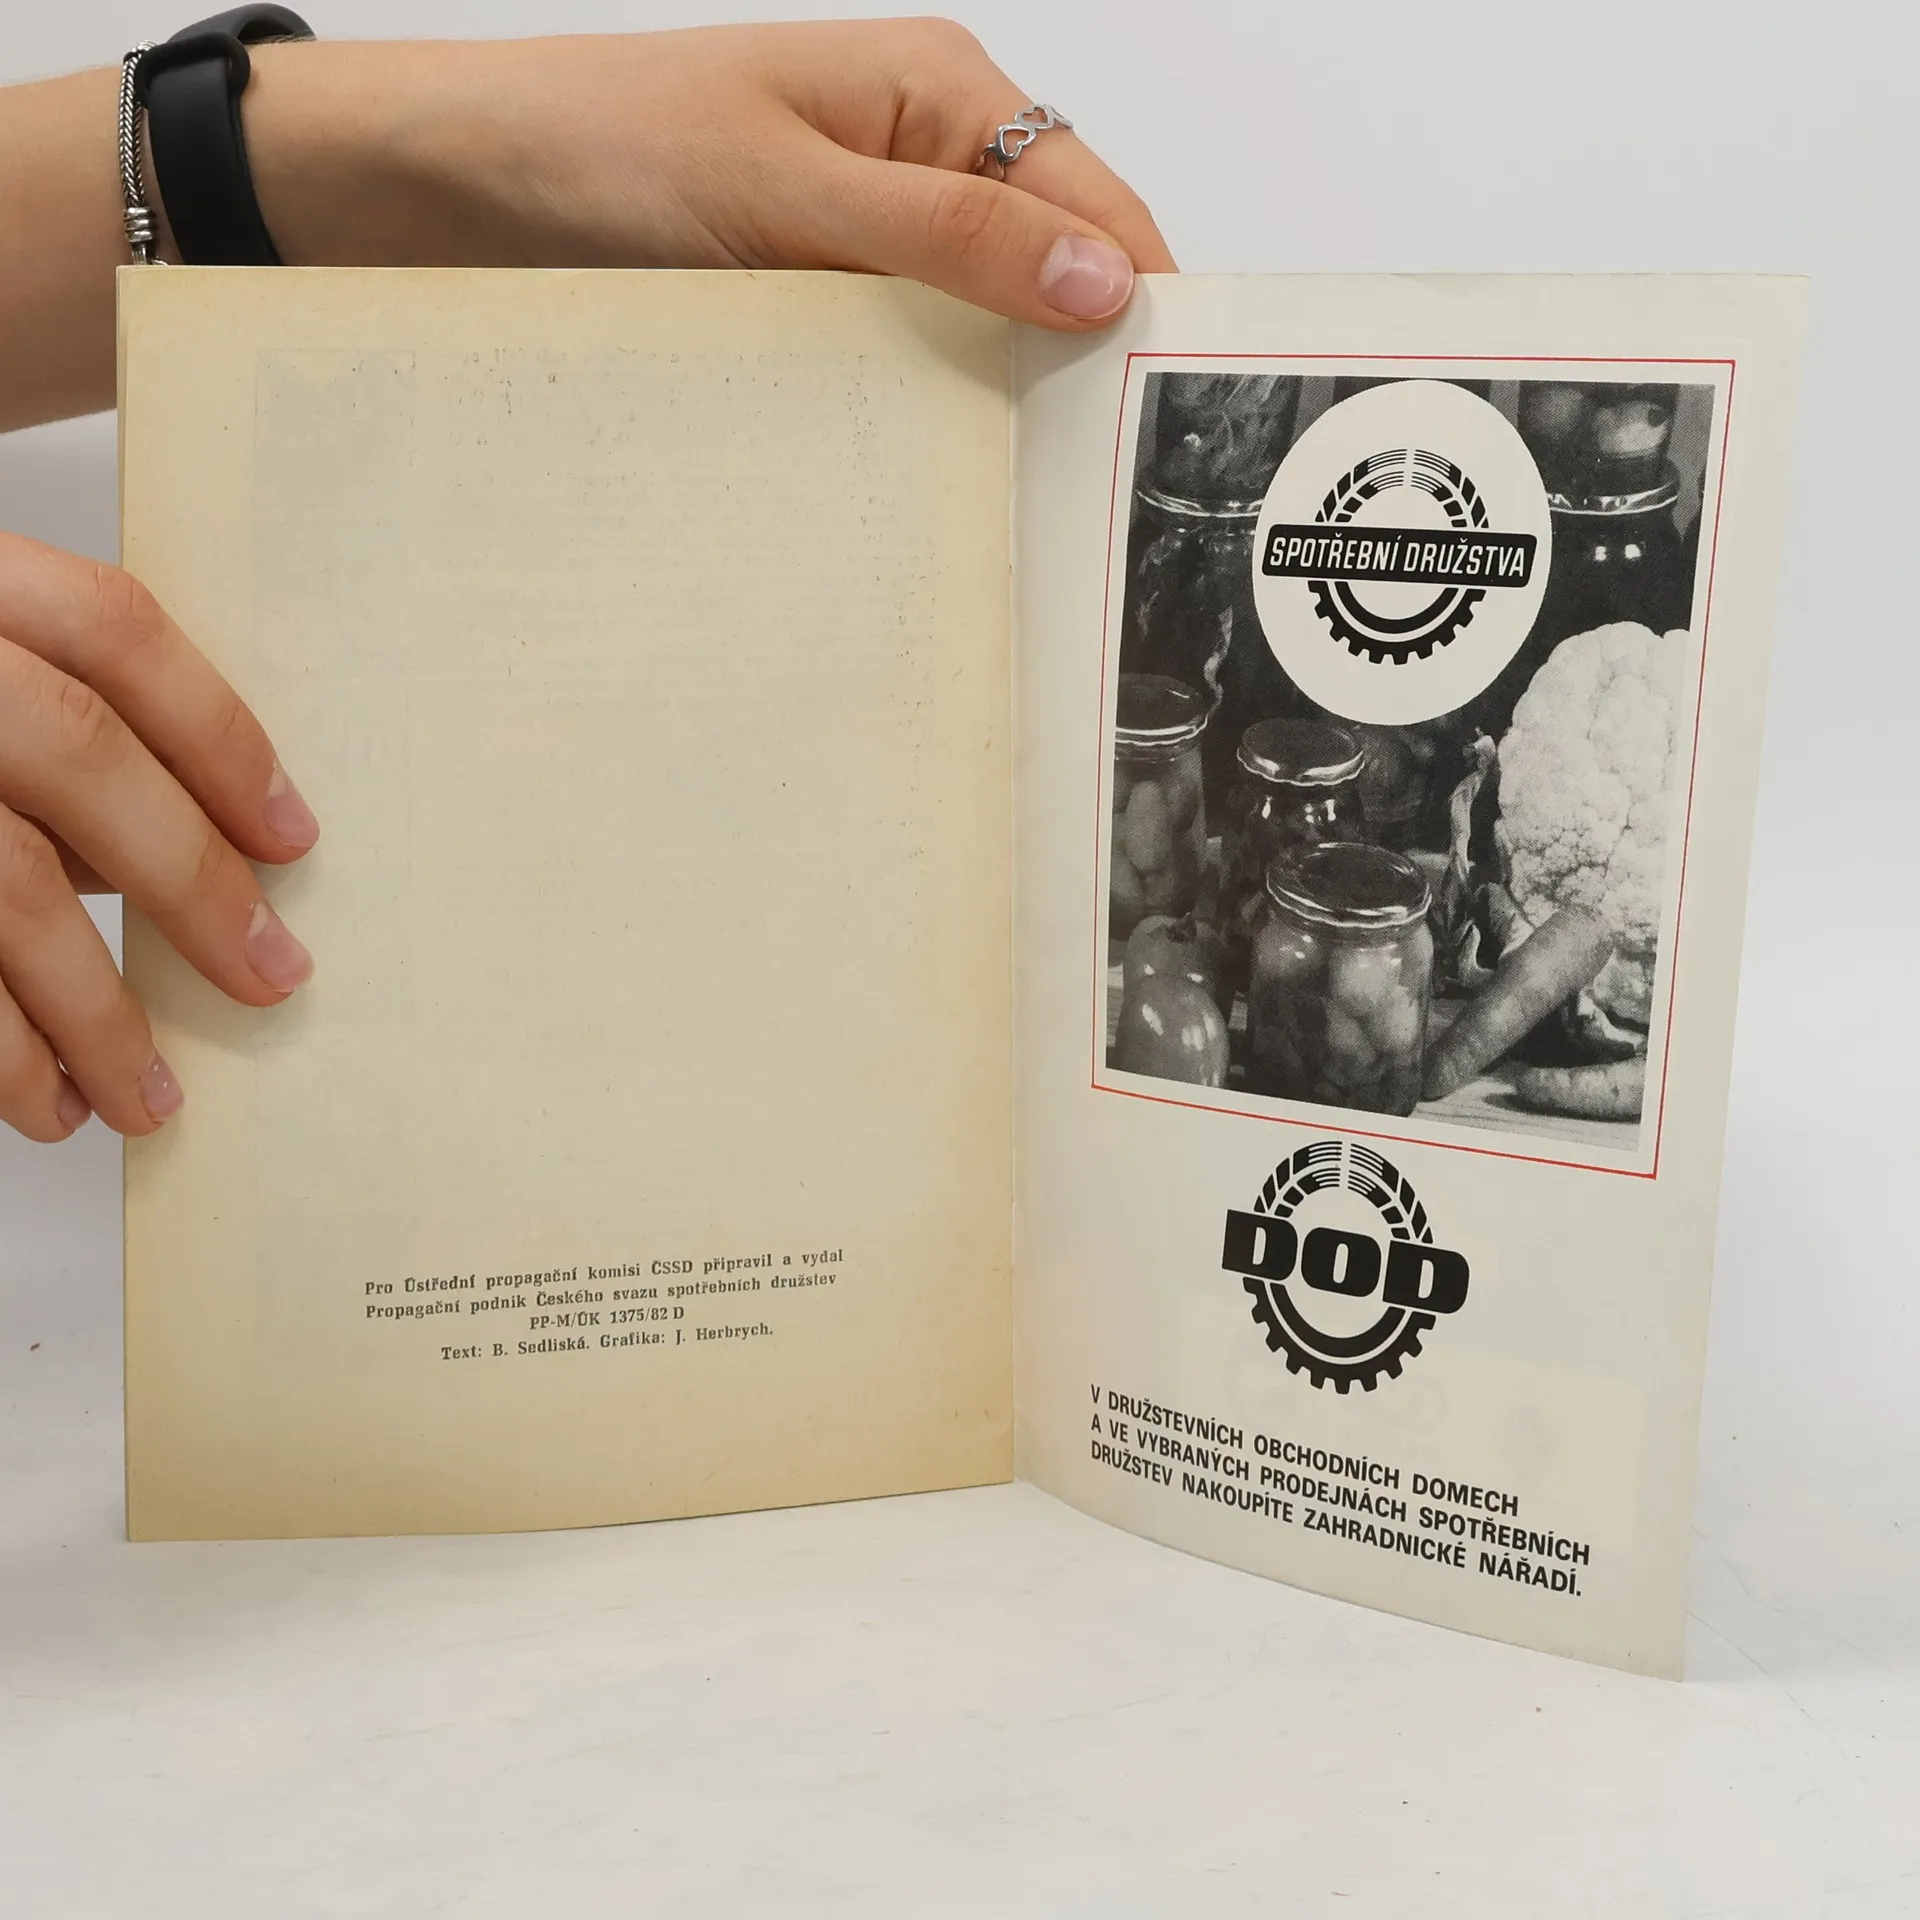 Pro Ústřední propagační komisi ČSSD připravil a vydal
Propagační podnik Českého svazu spotřebních družstev
PP-M/ÚK 1375/82 D
Text: B. Sedliská. Grafika: J. Herbrych.
SPOTŘEBNÍ DRUŽSTVA
DOD
V DRUŽSTEVNÍCH OBCHODNÍCH DOMECH
A VE VYBRANÝCH PRODEJNÁCH SPOTŘEBNÍCH
DRUŽSTEV NAKOUPÍTE ZAHRADNICKÉ NÁŘADÍ.